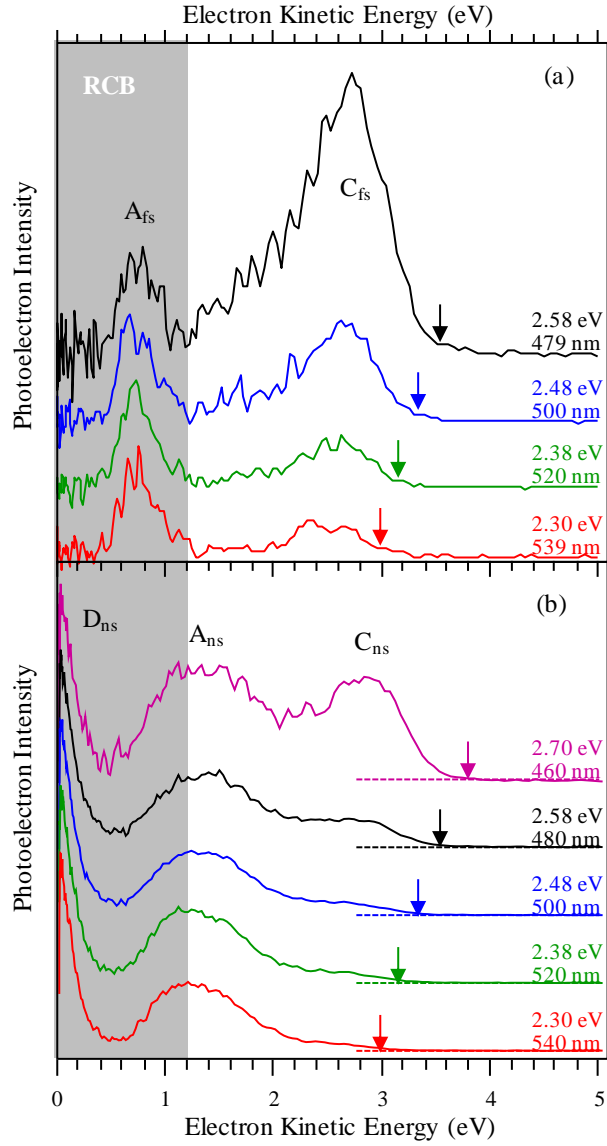 Electron Kinetic Energy (eV)
RCB
(a)
A_fs
C_fs
Photoelectron Intensity
2.58 eV
479 nm
2.48 eV
500 nm
2.38 eV
520 nm
2.30 eV
539 nm
D_ns
A_ns
C_ns
(b)
Photoelectron Intensity
2.70 eV
460 nm
2.58 eV
480 nm
2.48 eV
500 nm
2.38 eV
520 nm
2.30 eV
540 nm
0 1 2 3 4 5
Electron Kinetic Energy (eV)